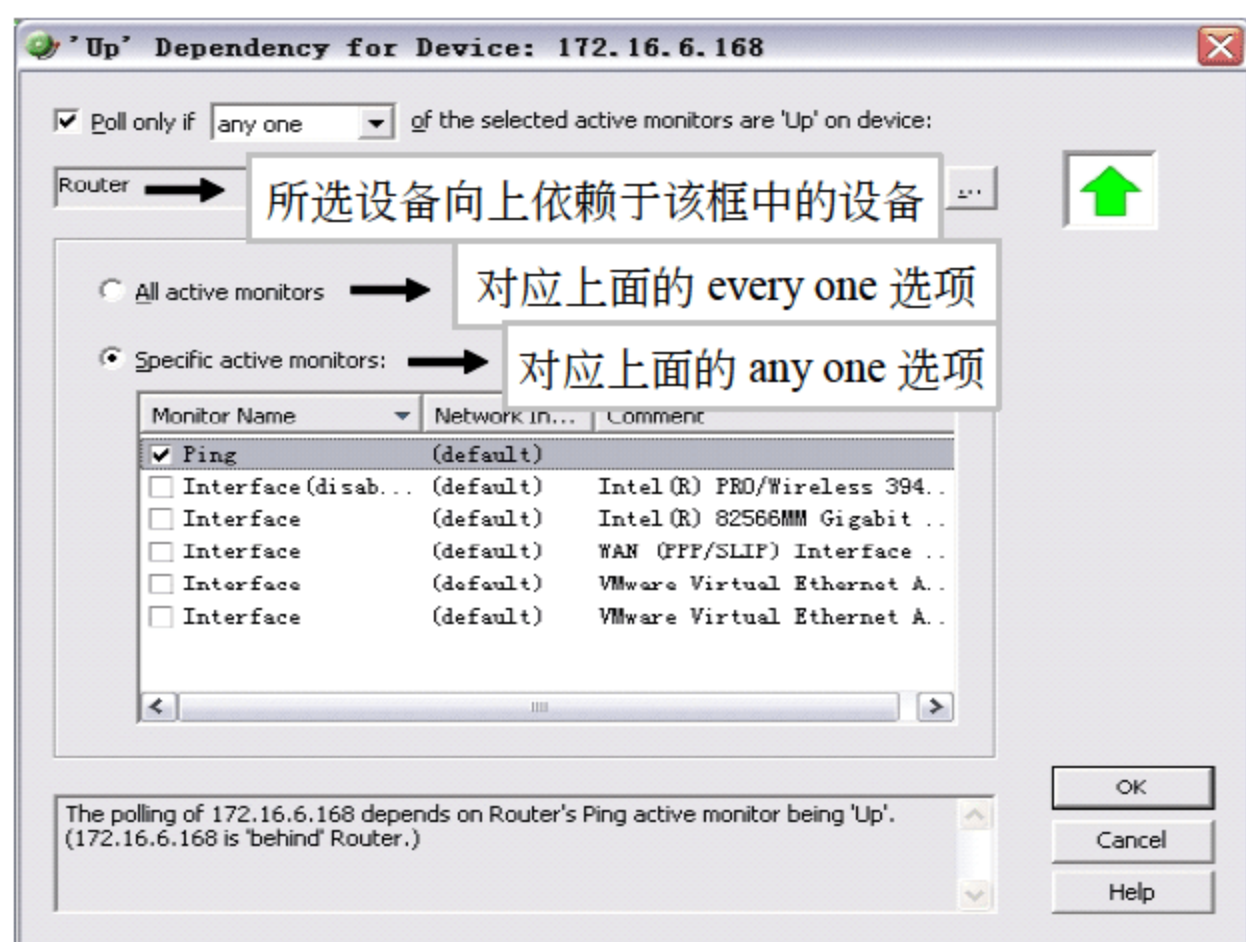 'Up' Dependency for Device: 172.16.6.168
Poll only if any one of the selected active monitors are 'Up' on device:
Router 所选设备向上依赖于该框中的设备 ...
All active monitors 对应上面的 every one 选项
Specific active monitors: 对应上面的 any one 选项
Monitor Name Network In... Comment
Ping (default)
Interface(disab... (default) Intel(R) PRO/Wireless 394..
Interface (default) Intel(R) 82566MM Gigabit ..
Interface (default) WAN (PPP/SLIP) Interface ..
Interface (default) VMware Virtual Ethernet A..
Interface (default) VMware Virtual Ethernet A..
The polling of 172.16.6.168 depends on Router's Ping active monitor being 'Up'.
(172.16.6.168 is 'behind' Router.)
OK
Cancel
Help